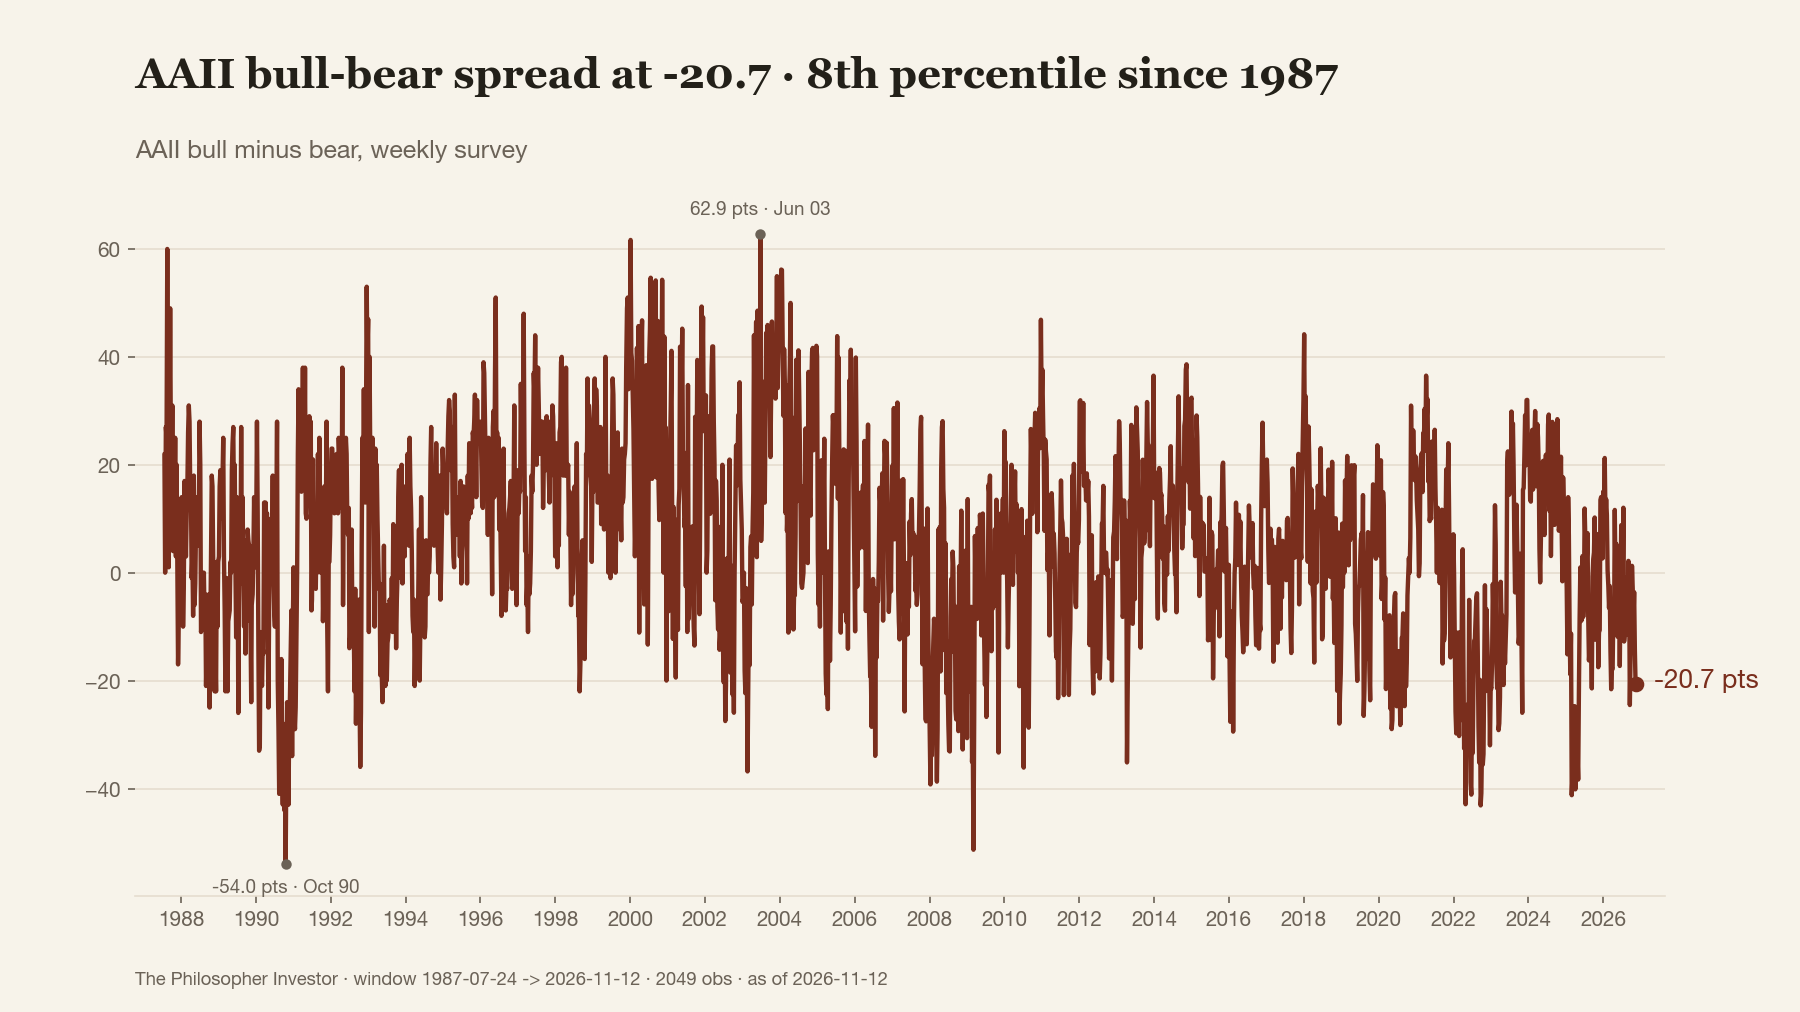 AAII bull-bear spread at -20.7 · 8th percentile since 1987
AAII bull minus bear, weekly survey
62.9 pts · Jun 03
60
40
20
0
−20
-20.7 pts
−40
-54.0 pts · Oct 90
1988 1990 1992 1994 1996 1998 2000 2002 2004 2006 2008 2010 2012 2014 2016 2018 2020 2022 2024 2026
The Philosopher Investor · window 1987-07-24 -> 2026-11-12 · 2049 obs · as of 2026-11-12